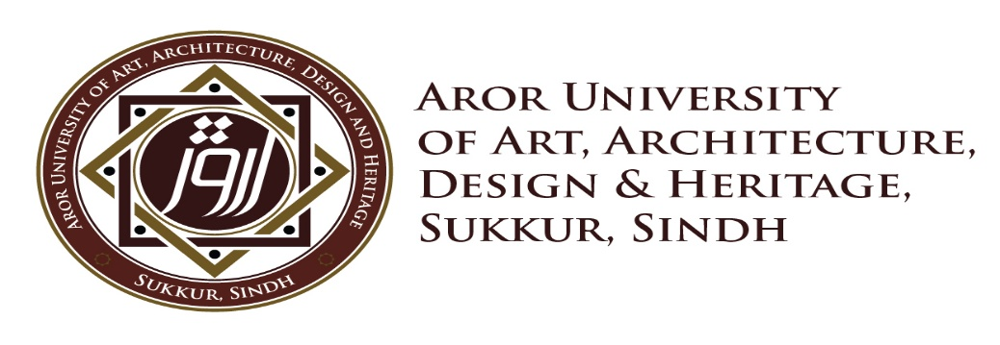 Aror University of Art, Architecture, Design and Heritage
اروڙ
Sukkur, Sindh
Aror University
of Art, Architecture,
Design & Heritage,
Sukkur, Sindh